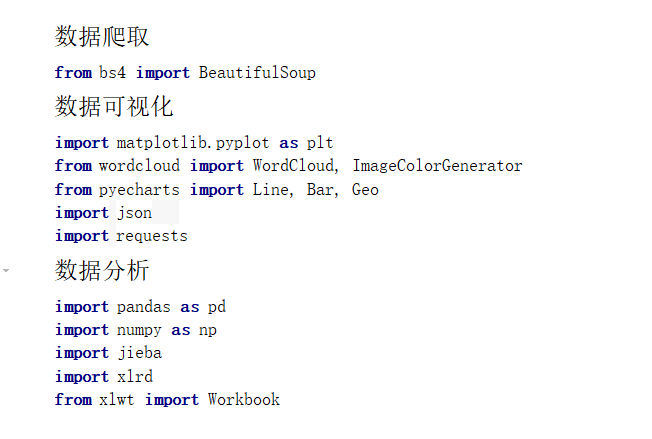 数据爬取
from bs4 import BeautifulSoup
数据可视化
import matplotlib.pyplot as plt
from wordcloud import WordCloud, ImageColorGenerator
from pyecharts import Line, Bar, Geo
import json
import requests
数据分析
import pandas as pd
import numpy as np
import jieba
import xlrd
from xlwt import Workbook